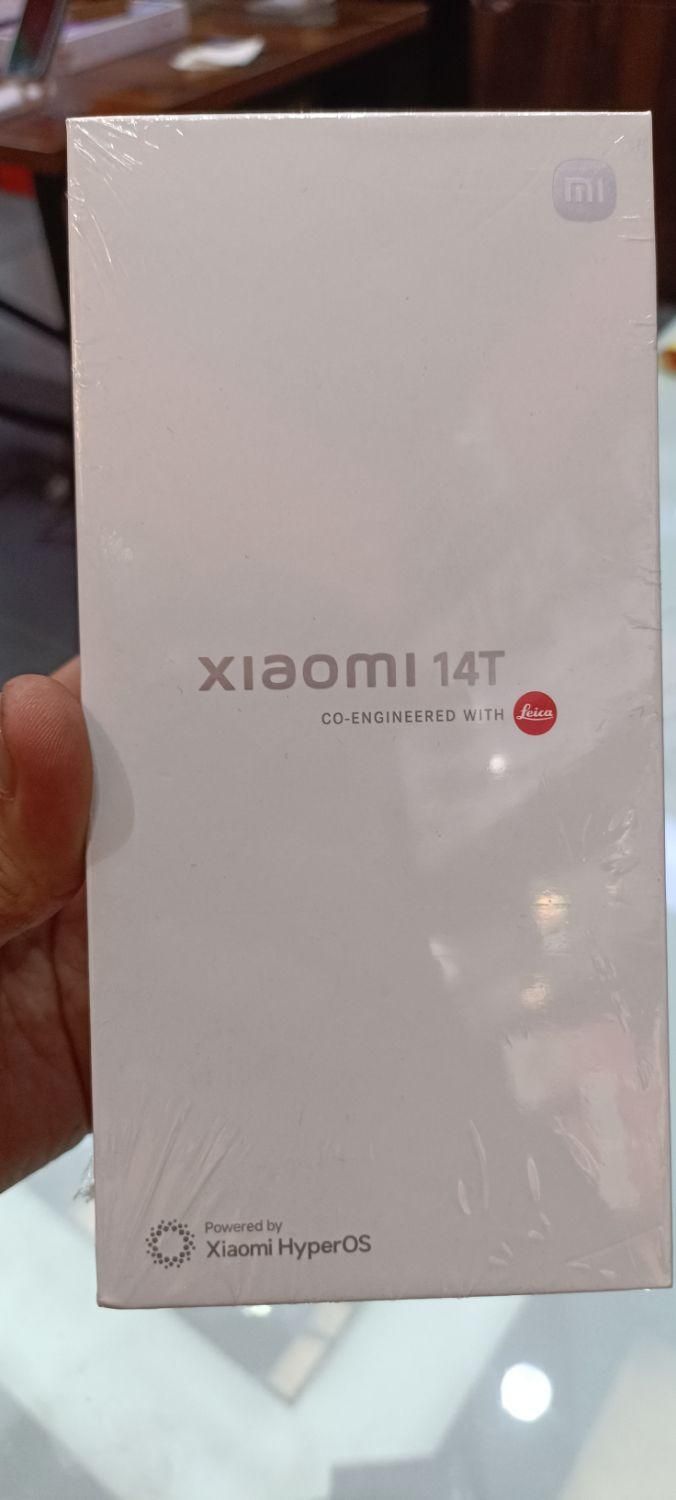 mi
xiaomi 14T
CO-ENGINEERED WITH Leica
Powered by
Xiaomi HyperOS